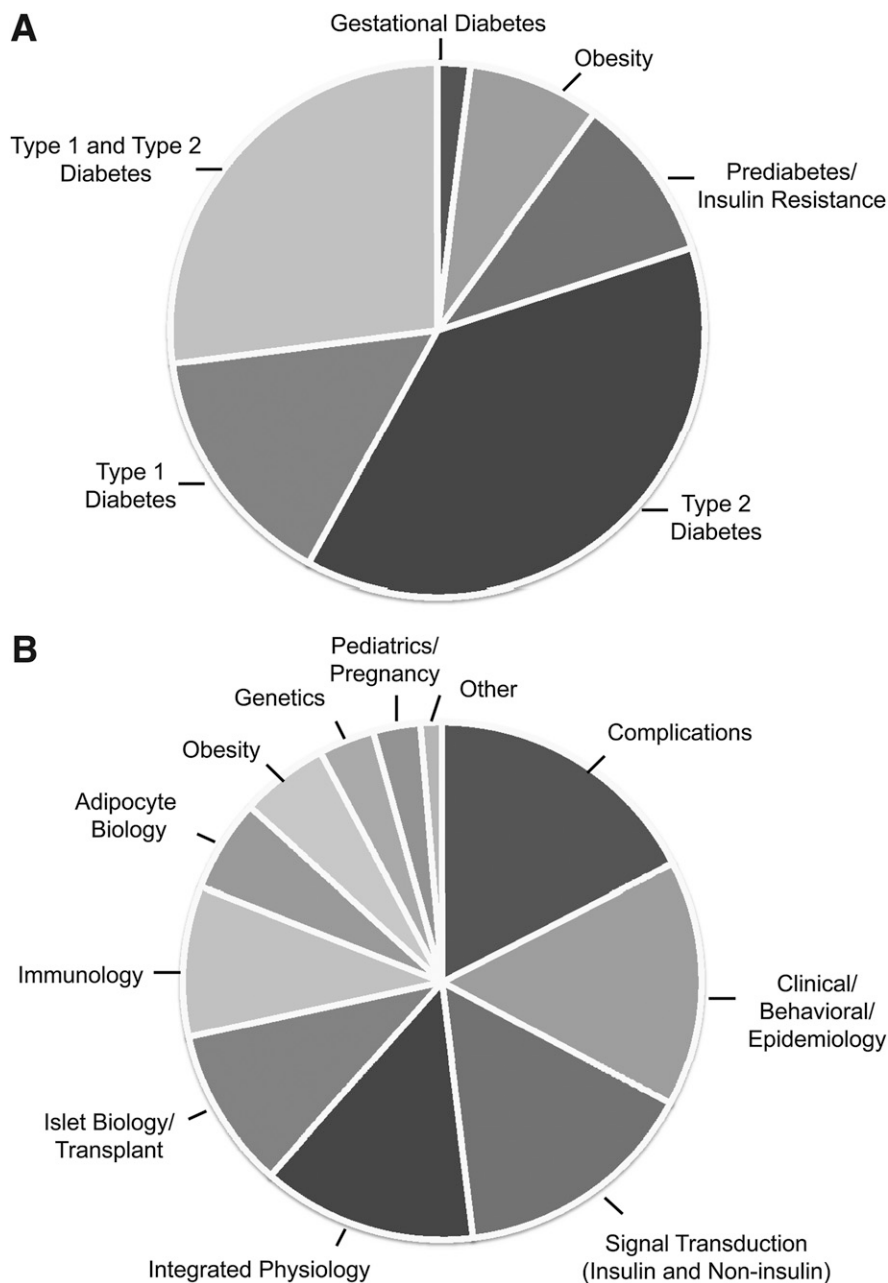 A
Gestational Diabetes
Obesity
Type 1 and Type 2
Diabetes
Prediabetes/
Insulin Resistance
Type 1
Diabetes
Type 2
Diabetes
B
Pediatrics/
Pregnancy
Other
Genetics
Obesity
Complications
Adipocyte
Biology
Immunology
Clinical/
Behavioral/
Epidemiology
Islet Biology/
Transplant
Integrated Physiology
Signal Transduction
(Insulin and Non-insulin)